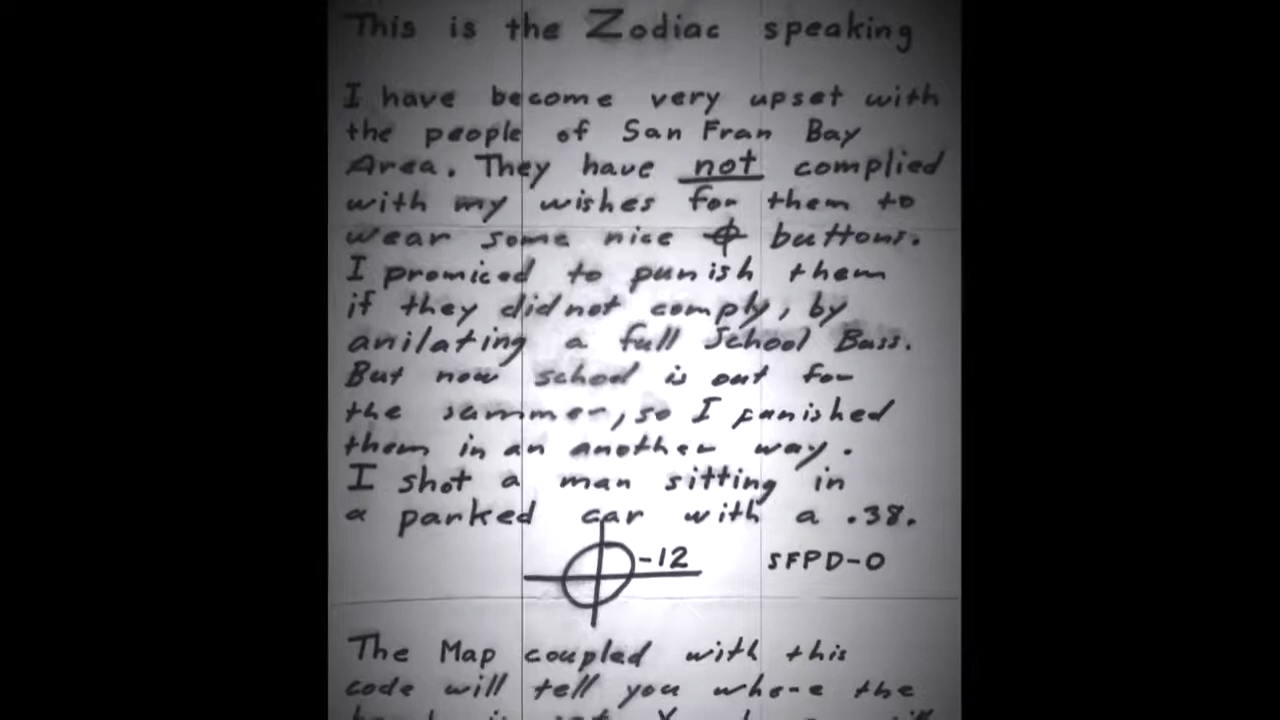 This is the Zodiac speaking
I have become very upset with
the people of San Fran Bay
Area. They have not complied
with my wishes for them to
wear some nice ⌖ buttons.
I promiced to punish them
if they did not comply, by
anilating a full School Buss.
But now school is out for
the summer, so I punished
them in an another way.
I shot a man sitting in
a parked car with a .38.
⌖-12 SFPD-0
The Map coupled with this
code will tell you where the